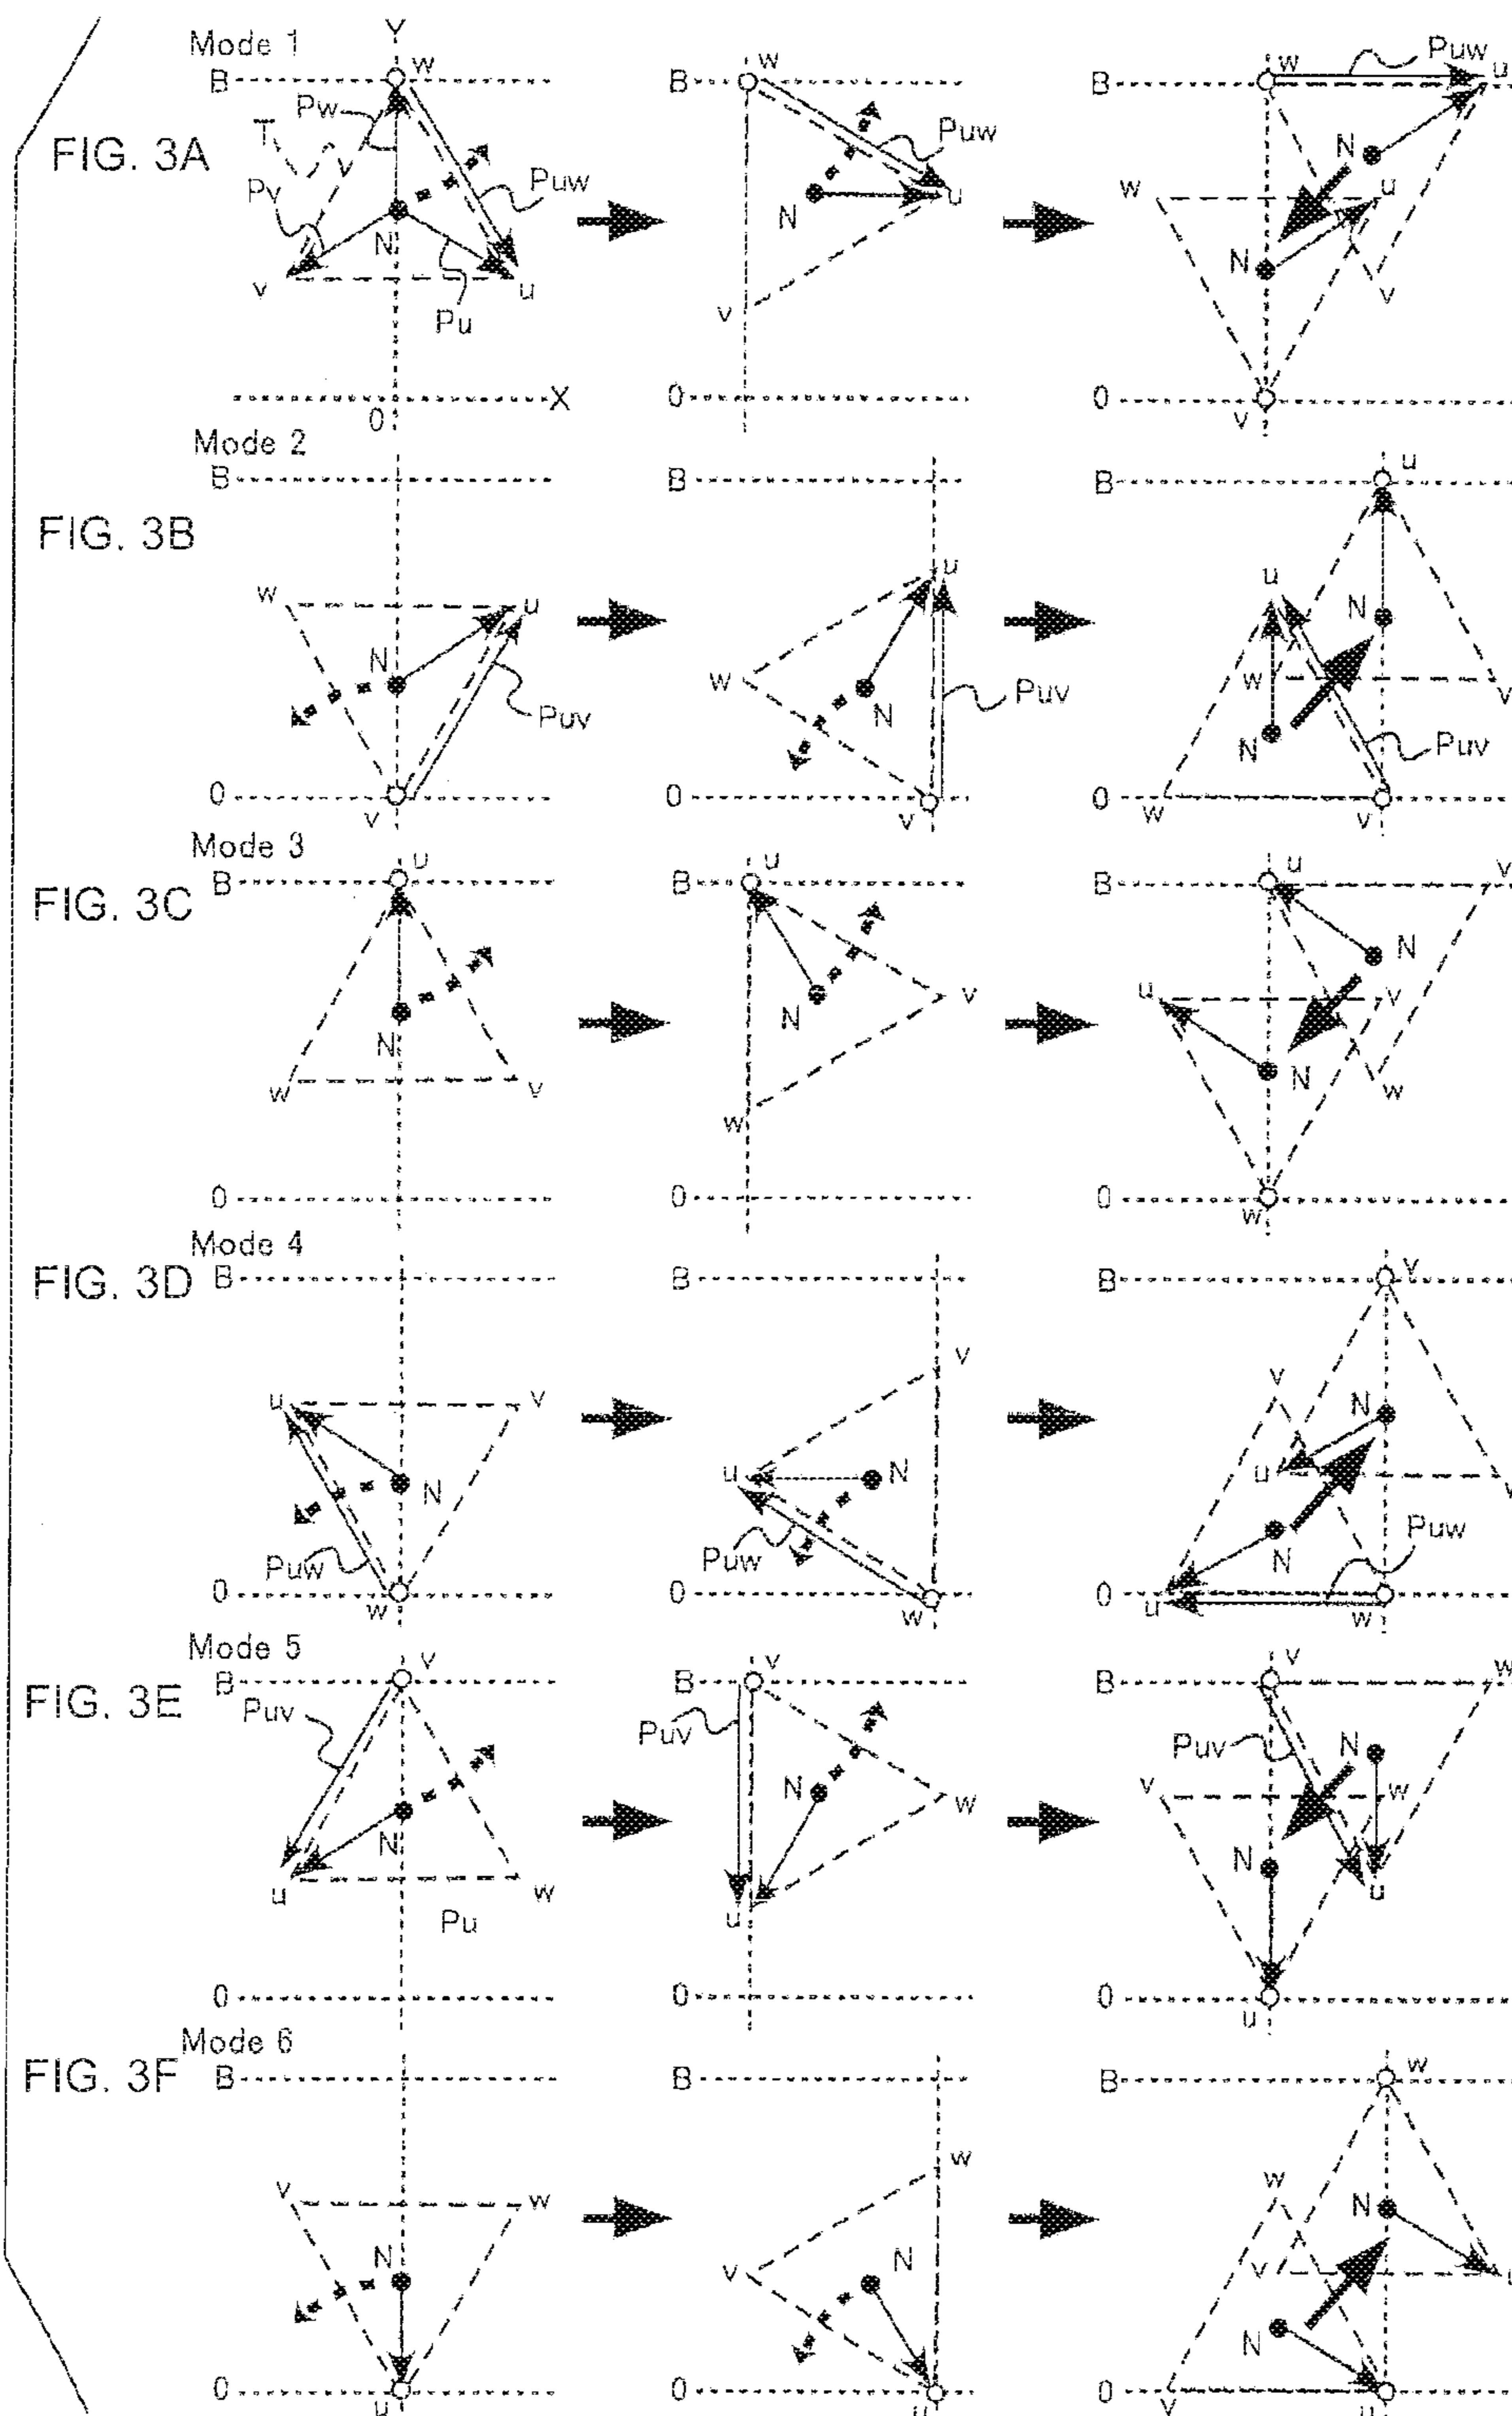 Mode 1
Y
B w B w B w Puw u
Pw
FIG. 3A T Puw N
Pv Puw w u
N u N
v u v N v
Pu
X 0 0
0 v
Mode 2
B B B u
FIG. 3B
w u u u N
N w Puv w v
Puv N N Puv
0 0 0
v v w v
Mode 3
u u u v
FIG. 3C B B B
N
N N v u v
w v w N w
0 0 0
w
Mode 4
FIG. 3D B B B v
v v
u v N
N u N u
Puw Puw N Puw
0 0 0
w w u w
Mode 5
v v v w
FIG. 3E B B B
Puv Puv Puv N
N w v w
N N
u w u u
Pu
0 0 0
u
Mode 6
FIG. 3F B B B w
w
v w w N
N v N v
N
0 0 0
u u v u